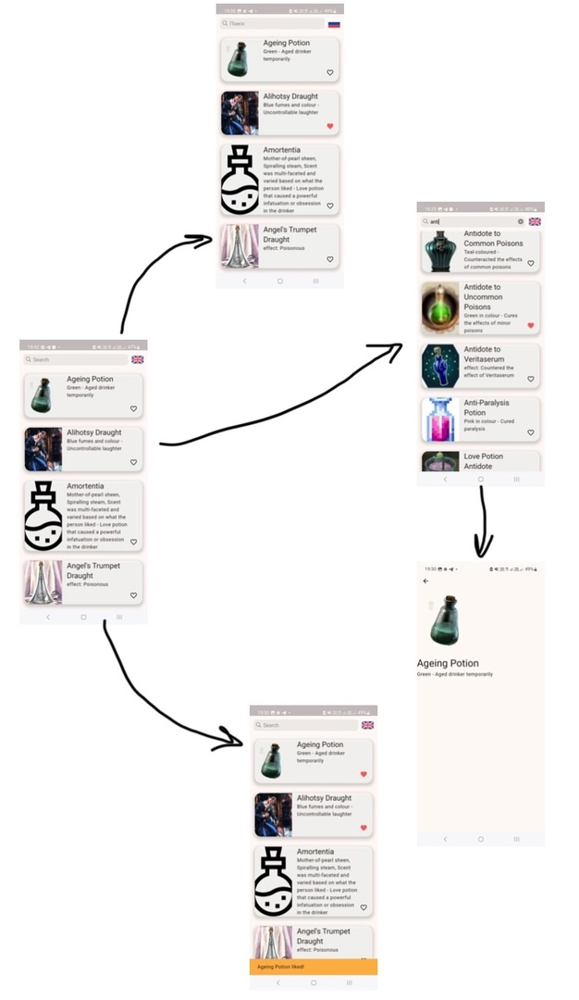 Поиск
Ageing Potion
Green - Aged drinker
temporarily
Alihotsy Draught
Blue fumes and colour -
Uncontrollable laughter
Amortentia
Mother-of-pearl sheen,
Spiralling steam, Scent
was multi-faceted and
varied based on what the
person liked - Love potion
that caused a powerful
infatuation or obsession
in the drinker
Angel's Trumpet
Draught
effect: Poisonous
anti
Antidote to
Common Poisons
Teal-coloured -
Counteracted the effects
of common poisons
Antidote to
Uncommon
Poisons
Green in colour - Cures
the effects of minor
poisons
Antidote to
Veritaserum
effect: Countered the
effect of Veritaserum
Anti-Paralysis
Potion
Pink in colour - Cured
paralysis
Love Potion
Antidote
Search
Ageing Potion
Green - Aged drinker
temporarily
Alihotsy Draught
Blue fumes and colour -
Uncontrollable laughter
Amortentia
Mother-of-pearl sheen,
Spiralling steam, Scent
was multi-faceted and
varied based on what the
person liked - Love potion
that caused a powerful
infatuation or obsession
in the drinker
Angel's Trumpet
Draught
effect: Poisonous
19:30 49%
Ageing Potion
Green - Aged drinker temporarily
Search
Ageing Potion
Green - Aged drinker
temporarily
Alihotsy Draught
Blue fumes and colour -
Uncontrollable laughter
Amortentia
Mother-of-pearl sheen,
Spiralling steam, Scent
was multi-faceted and
varied based on what the
person liked - Love potion
that caused a powerful
infatuation or obsession
in the drinker
Angel's Trumpet
Draught
effect: Poisonous
Ageing Potion liked!